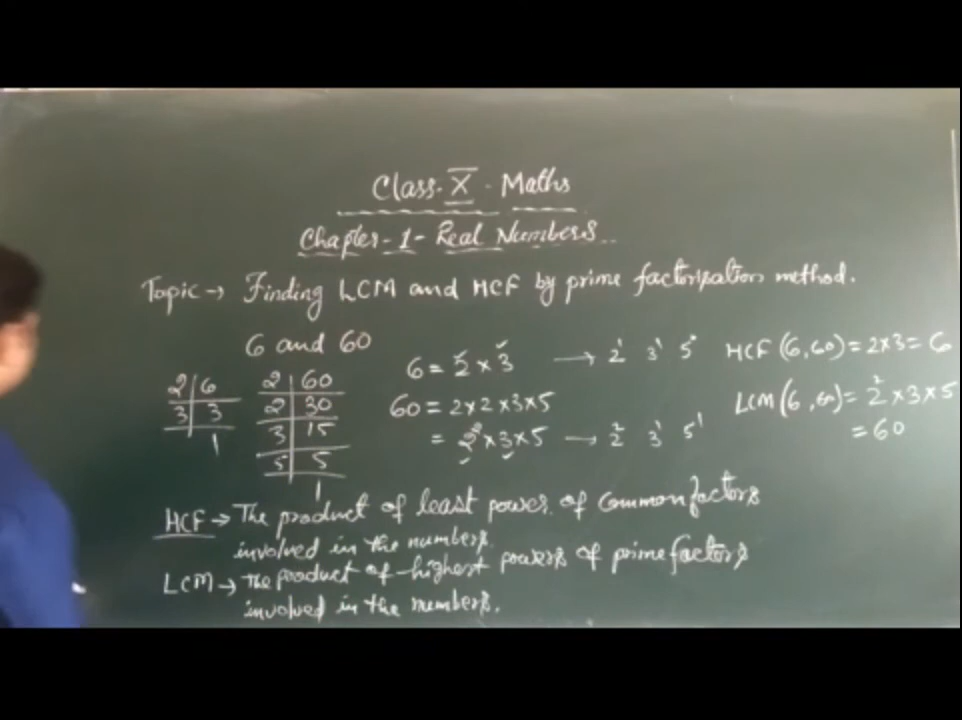 Class-X-Maths
Chapter-1-Real Numbers..
Topic → Finding LCM and HCF by prime factorization method.
6 and 60
2 | 6
3 | 3
1
2 | 60
2 | 30
3 | 15
5 | 5
1
6 = 2 × 3 → 2¹ 3¹ 5⁰
60 = 2×2×3×5
= 2²×3×5 → 2² 3¹ 5¹
HCF (6,60) = 2×3 = 6
LCM (6,60) = 2²×3×5
= 60
HCF → The product of least power of Common factors
involved in the numbers.
LCM → The product of highest powers of prime factors
involved in the numbers.